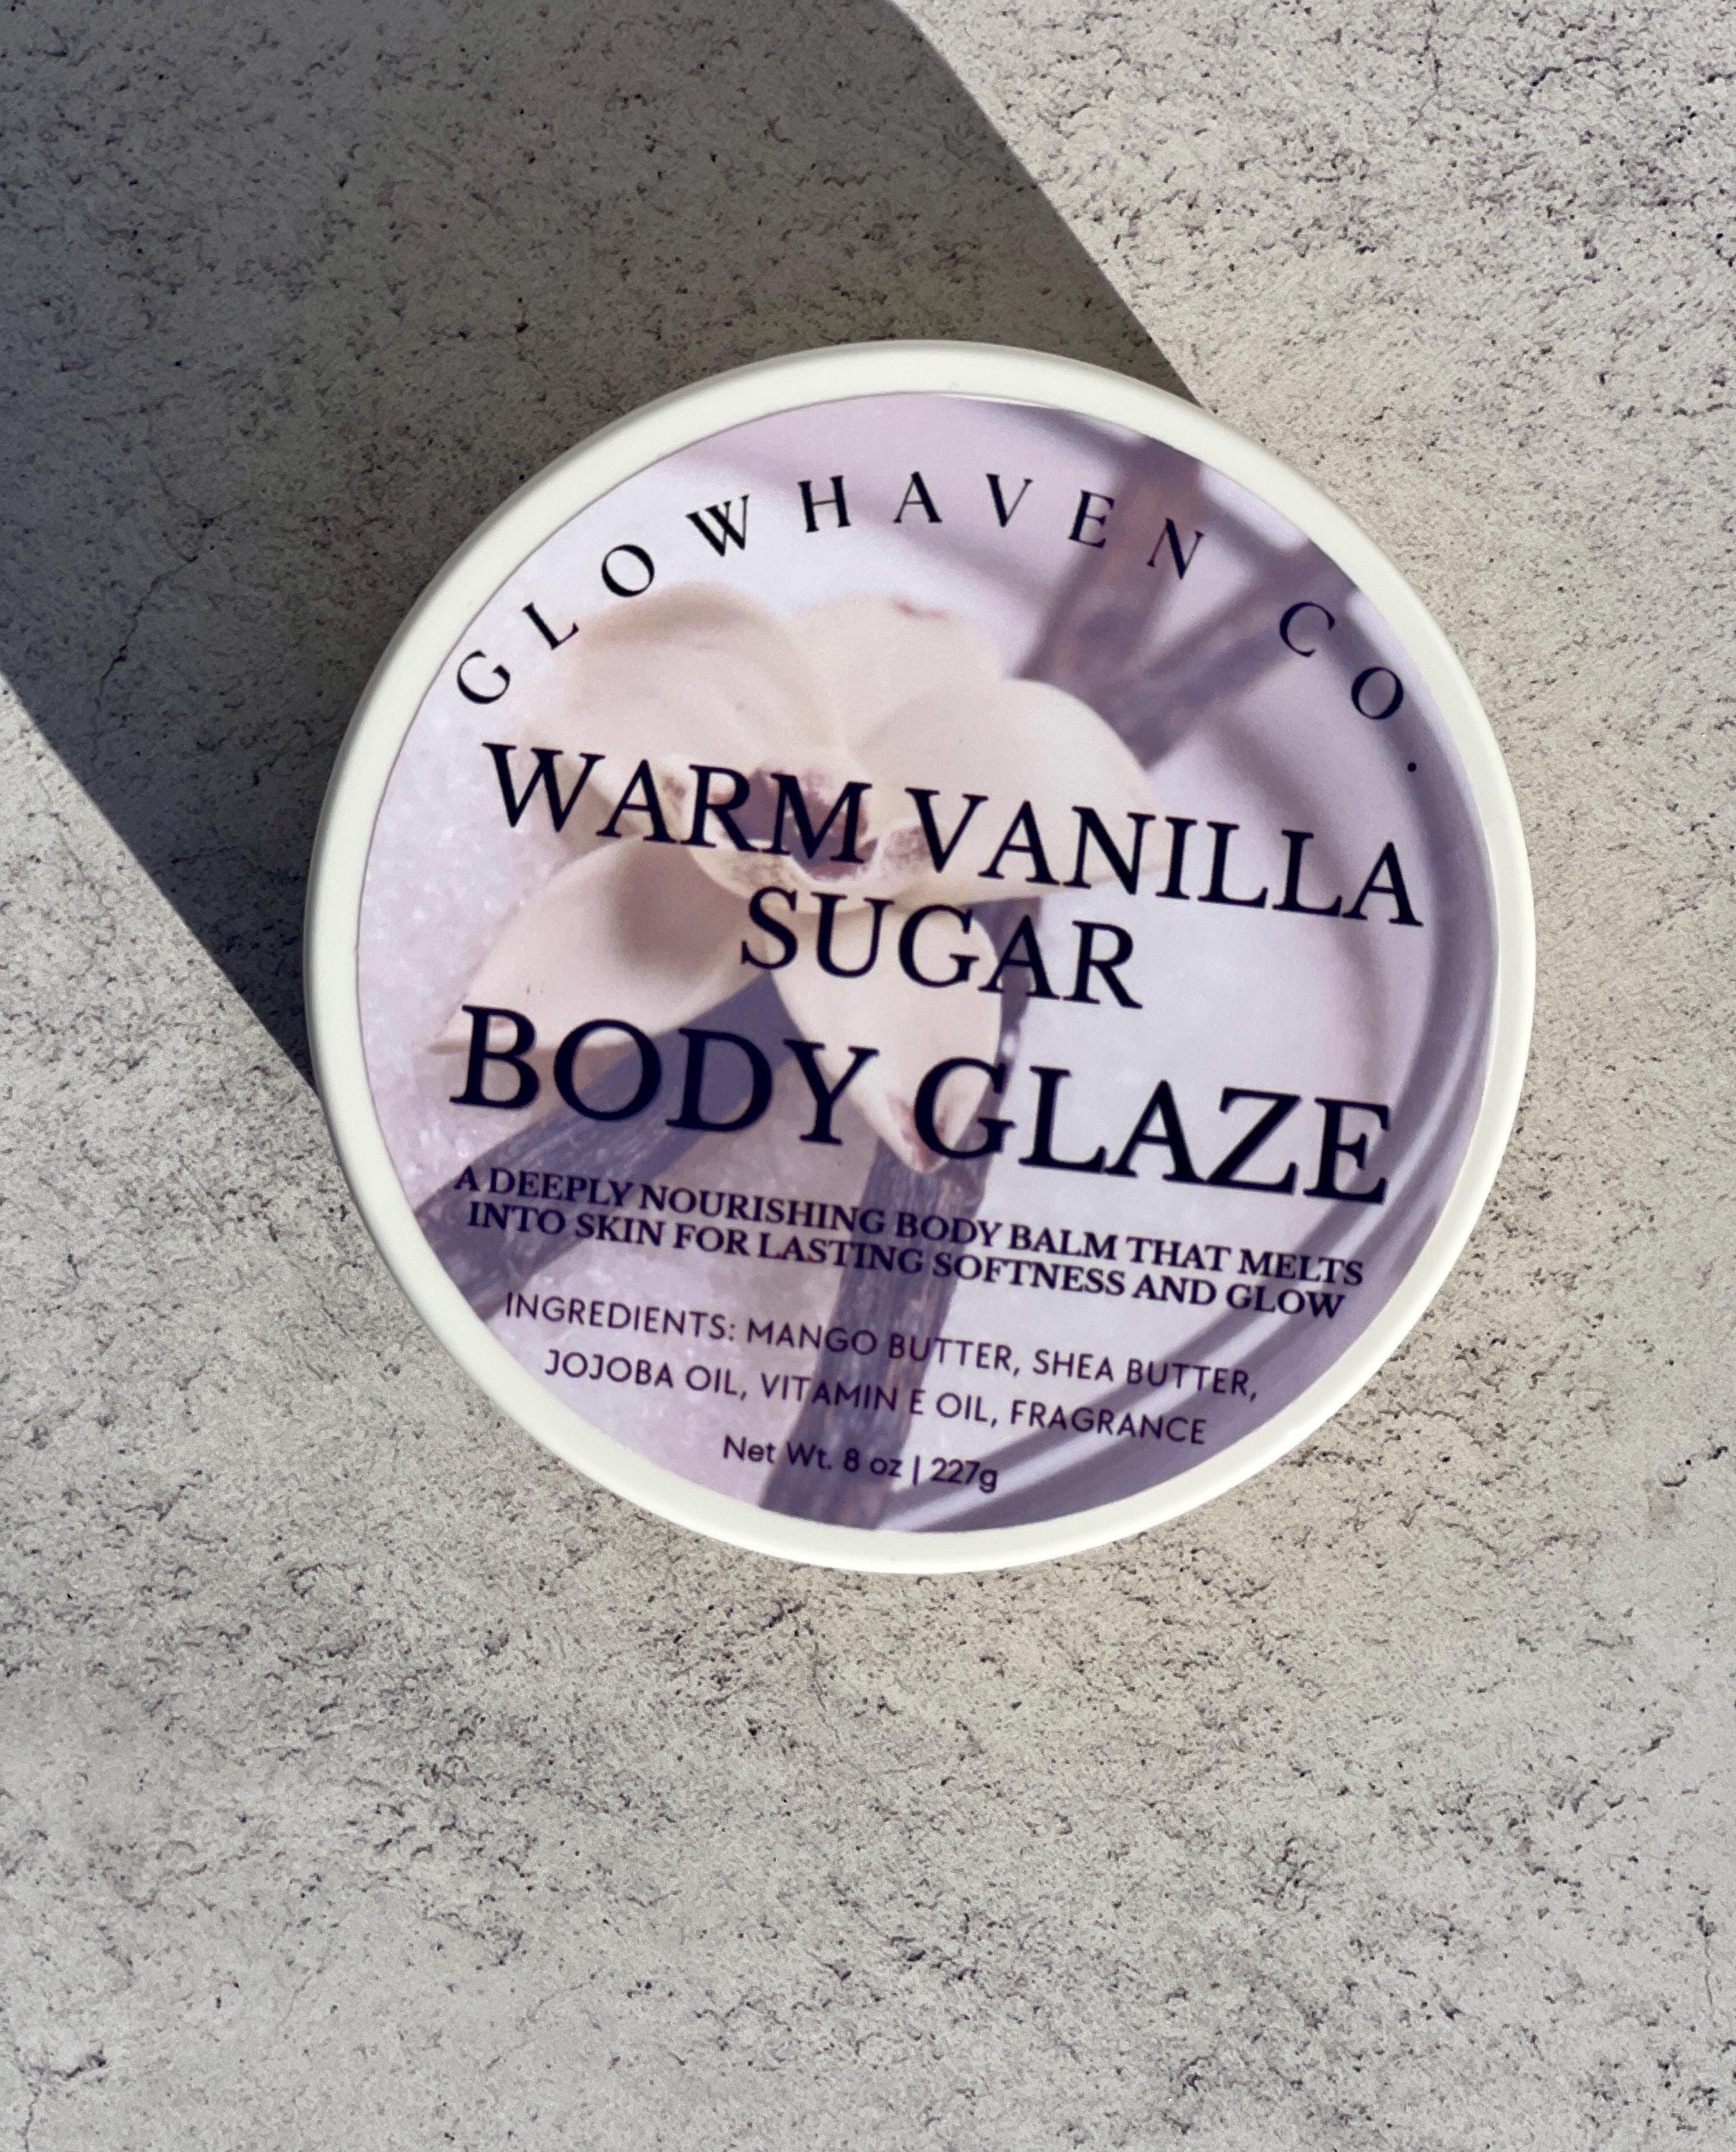 GLOWHAVEN CO.
WARM VANILLA
SUGAR
BODY GLAZE
A DEEPLY NOURISHING BODY BALM THAT MELTS
INTO SKIN FOR LASTING SOFTNESS AND GLOW
INGREDIENTS: MANGO BUTTER, SHEA BUTTER,
JOJOBA OIL, VITAMIN E OIL, FRAGRANCE
Net Wt. 8 oz | 227g